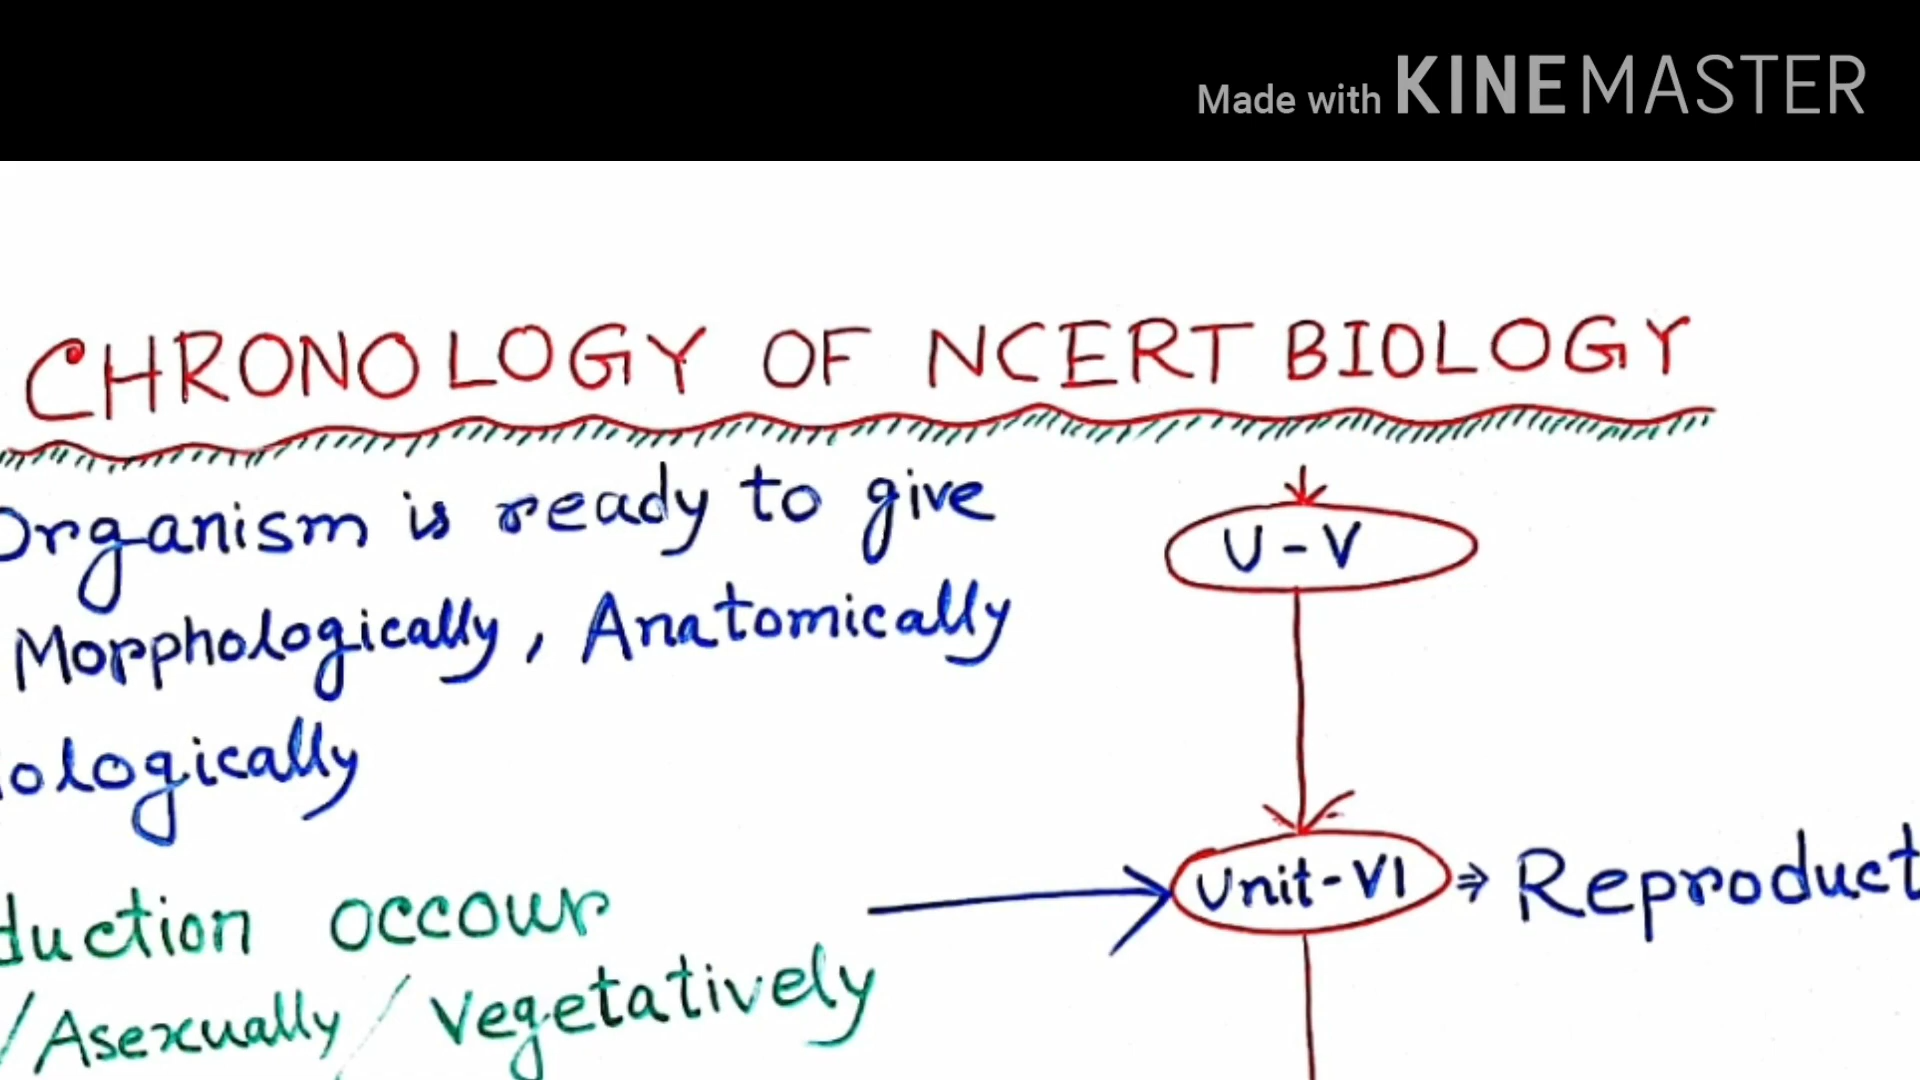 Made with KINEMASTER
CHRONOLOGY OF NCERT BIOLOGY
Organism is ready to give
U-V
Morphologically, Anatomically
ologically
Unit-VI ⇒ Reproduct
duction occour
/Asexually/Vegetatively